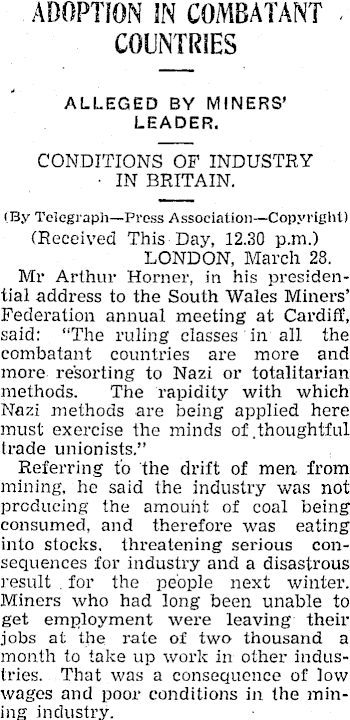 ADOPTION IN COMBATANT
COUNTRIES
ALLEGED BY MINERS'
LEADER.
CONDITIONS OF INDUSTRY
IN BRITAIN.
(By Telegraph—Press Association—Copyright)
(Received This Day, 12.30 p.m.)
LONDON, March 28.
Mr Arthur Horner, in his presiden-
tial address to the South Wales Miners'
Federation annual meeting at Cardiff,
said: "The ruling classes in all the
combatant countries are more and
more resorting to Nazi or totalitarian
methods. The rapidity with which
Nazi methods are being applied here
must exercise the minds of thoughtful
trade unionists."
Referring to the drift of men from
mining, he said the industry was not
producing the amount of coal being
consumed, and therefore was eating
into stocks, threatening serious con-
sequences for industry and a disastrous
result for the people next winter.
Miners who had long been unable to
get employment were leaving their
jobs at the rate of two thousand a
month to take up work in other indus-
tries. That was a consequence of low
wages and poor conditions in the min-
ing industry.